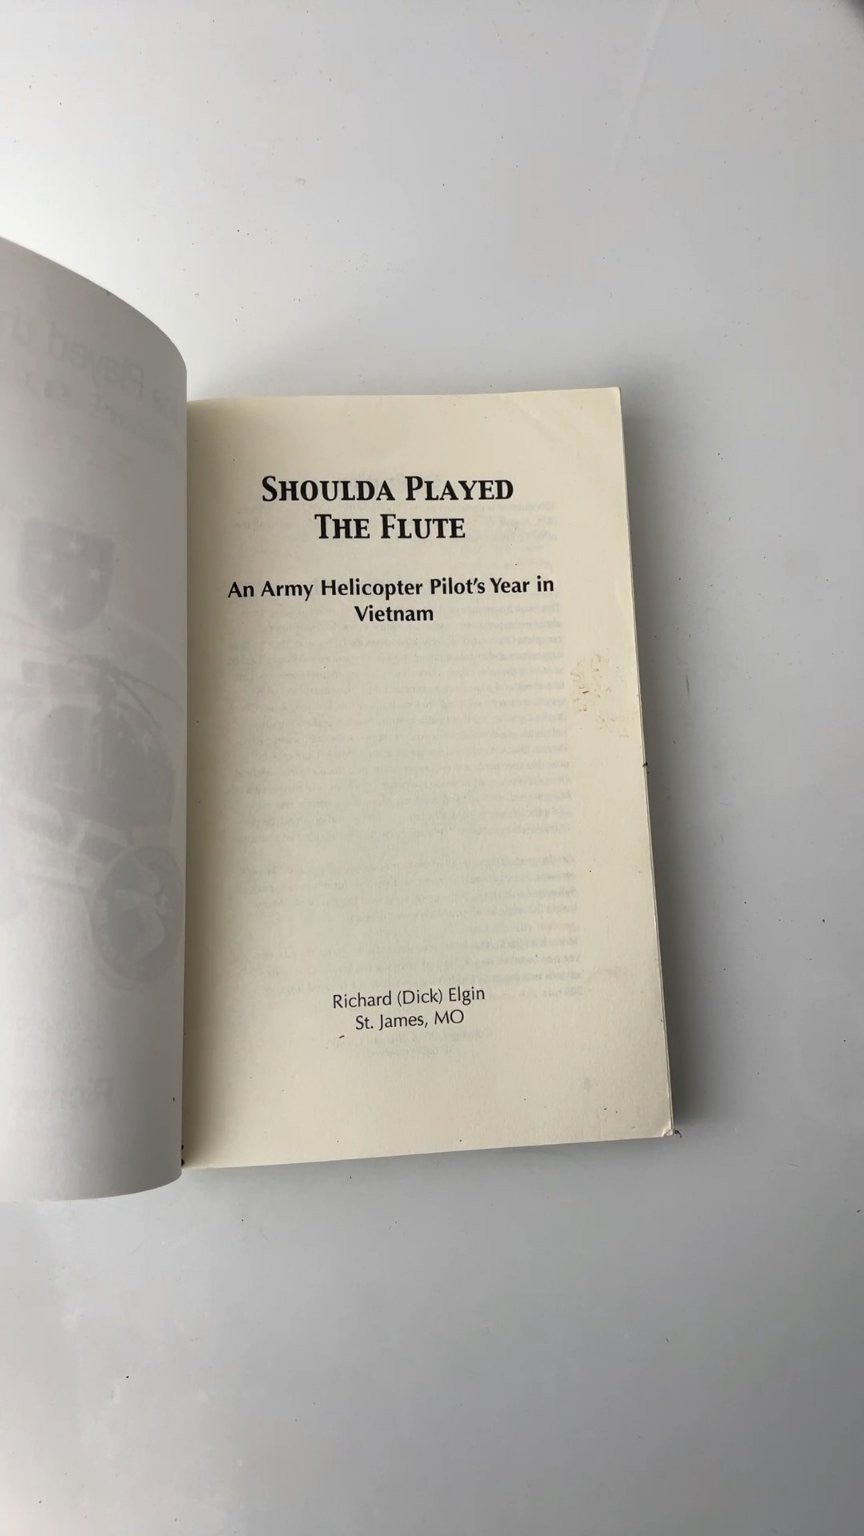 SHOULDA PLAYED
THE FLUTE
An Army Helicopter Pilot's Year in
Vietnam
Richard (Dick) Elgin
St. James, MO